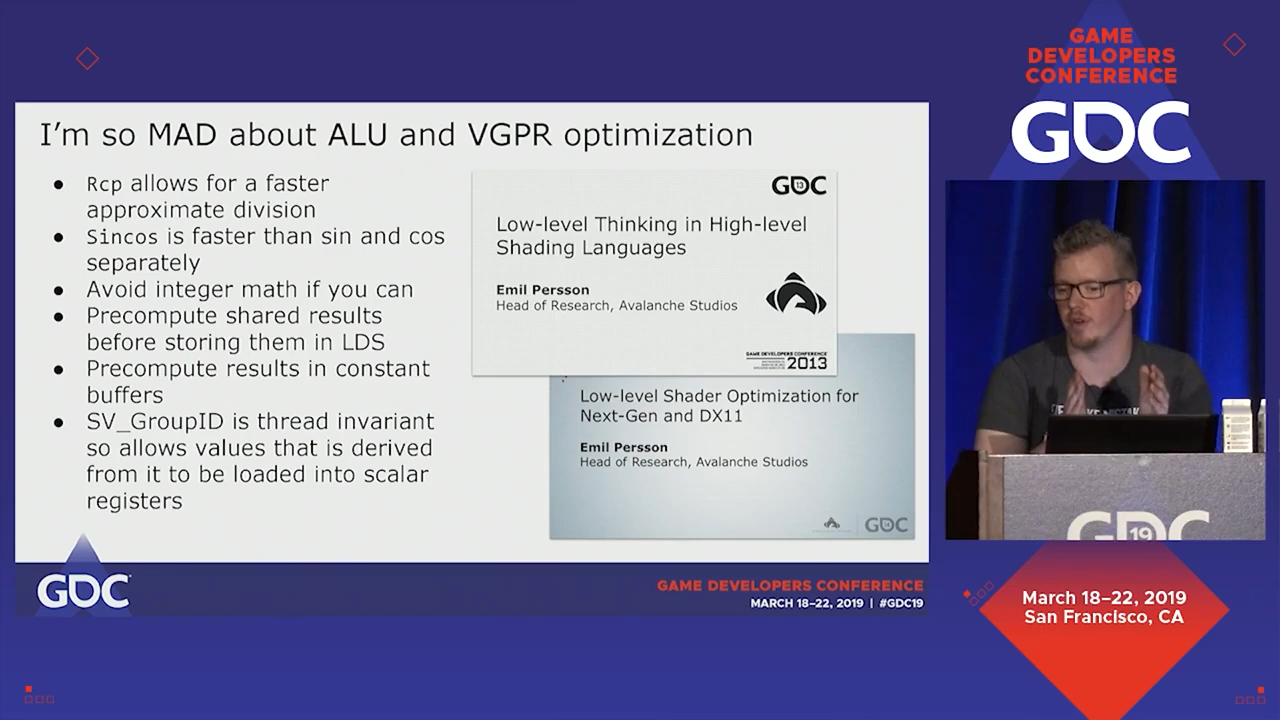 GAME
DEVELOPERS
CONFERENCE
GDC
I'm so MAD about ALU and VGPR optimization
● Rcp allows for a faster
approximate division
● Sincos is faster than sin and cos
separately
● Avoid integer math if you can
● Precompute shared results
before storing them in LDS
● Precompute results in constant
buffers
● SV_GroupID is thread invariant
so allows values that is derived
from it to be loaded into scalar
registers
GDC
Low-level Thinking in High-level
Shading Languages
Emil Persson
Head of Research, Avalanche Studios
GAME DEVELOPERS CONFERENCE
2013
Low-level Shader Optimization for
Next-Gen and DX11
Emil Persson
Head of Research, Avalanche Studios
GDC
GDC
GAME DEVELOPERS CONFERENCE
MARCH 18–22, 2019 | #GDC19
GDC
19
March 18–22, 2019
San Francisco, CA